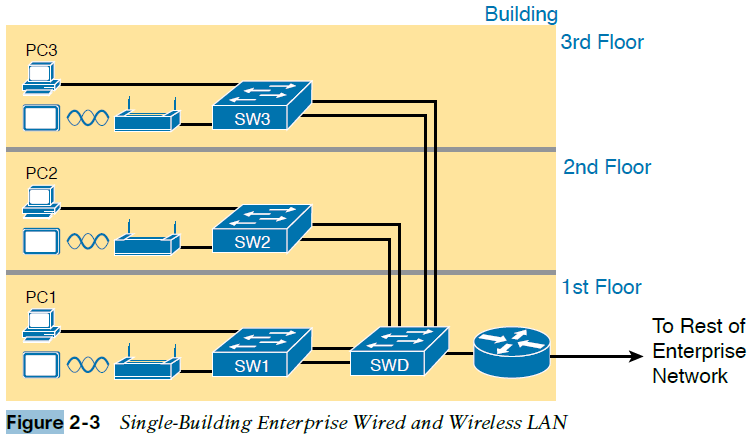 Building
3rd Floor
PC3
SW3
2nd Floor
PC2
SW2
1st Floor
PC1
SW1
SWD
To Rest of
Enterprise
Network
Figure 2-3 Single-Building Enterprise Wired and Wireless LAN